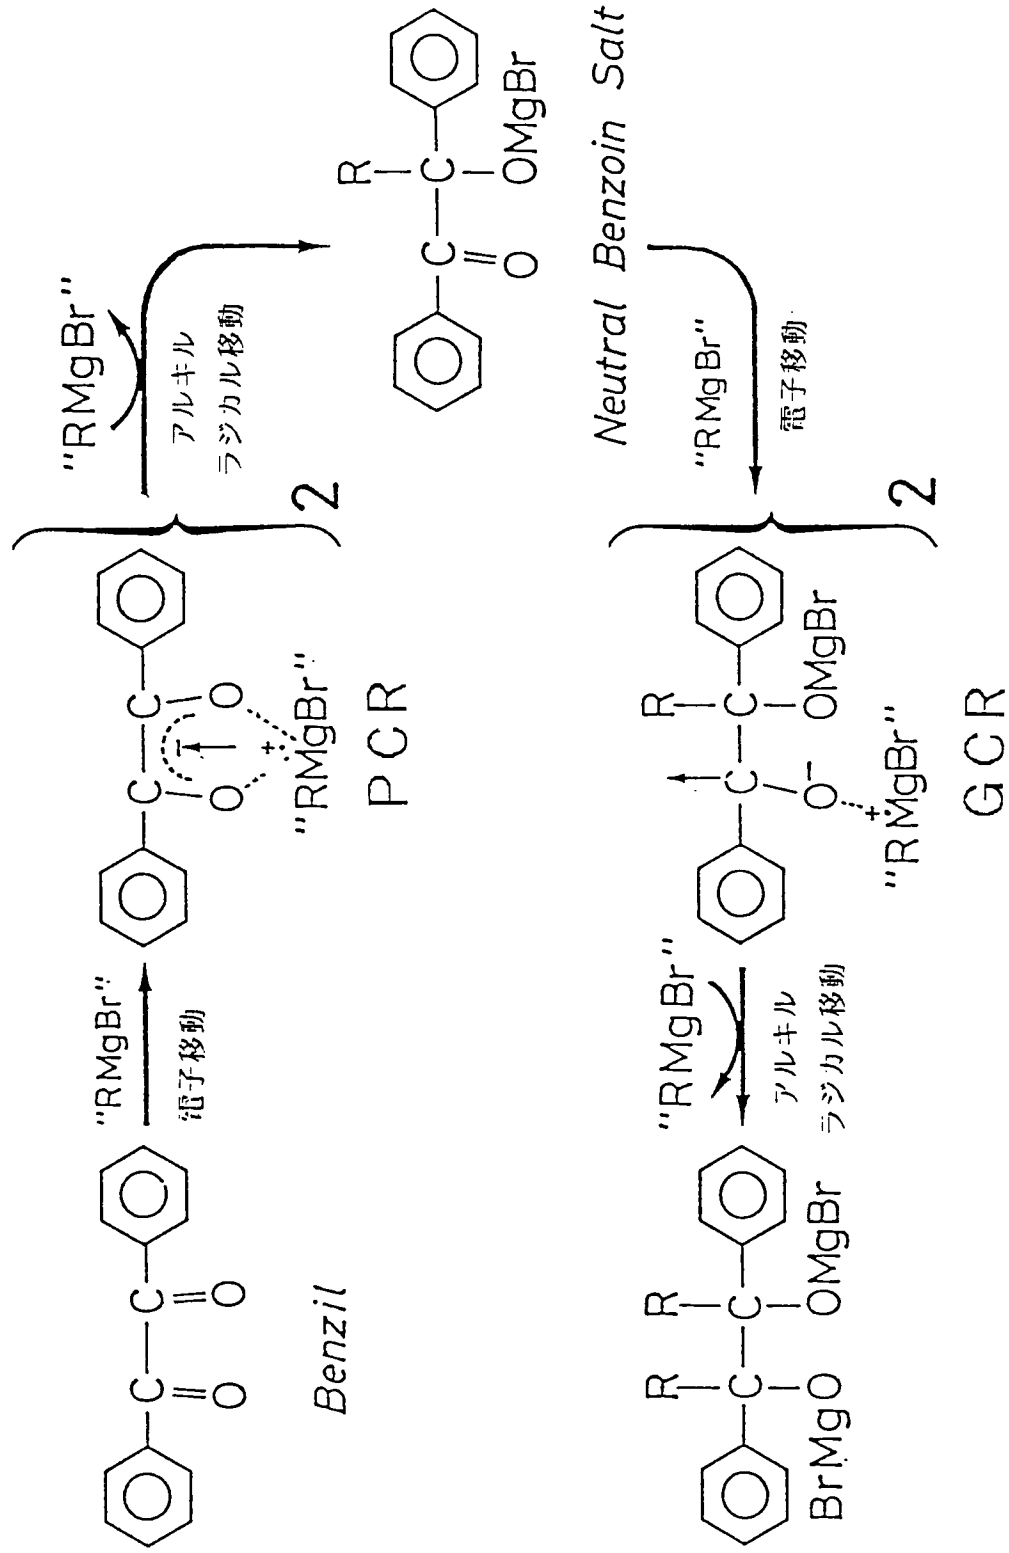 C C
O O
Benzil
"RMgBr"
電子移動
C C
−
O O
+
"RMgBr"
PCR
2
"RMgBr"
アルキル
ラジカル移動
R
C C
O OMgBr
Neutral Benzoin Salt
"RMgBr"
電子移動
R
C C
O⁻ OMgBr
+
"RMgBr"
GCR
2
"RMgBr"
アルキル
ラジカル移動
R R
C C
BrMgO OMgBr